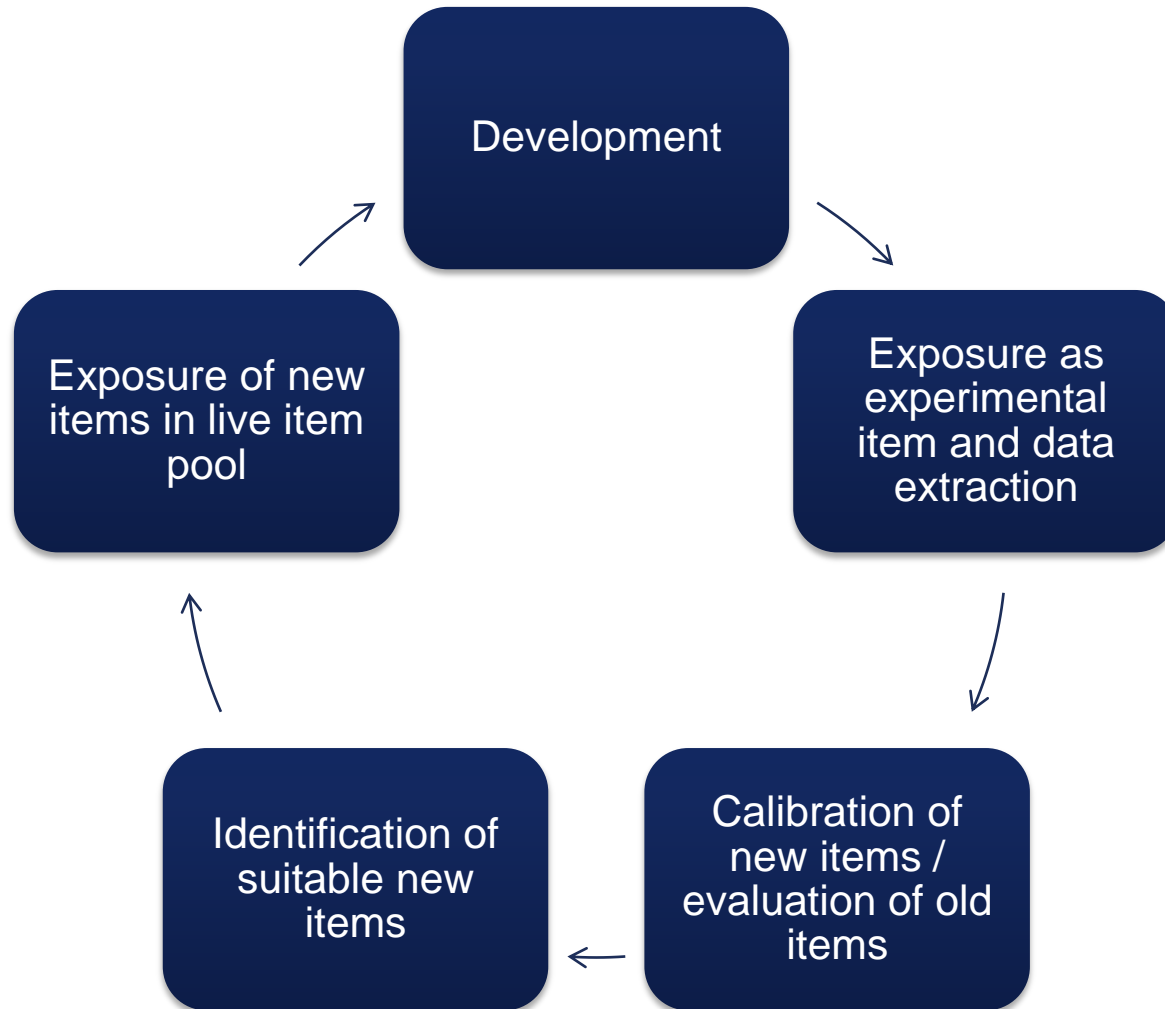 Development
Exposure as
experimental
item and data
extraction
Calibration of
new items /
evaluation of old
items
Identification of
suitable new
items
Exposure of new
items in live item
pool